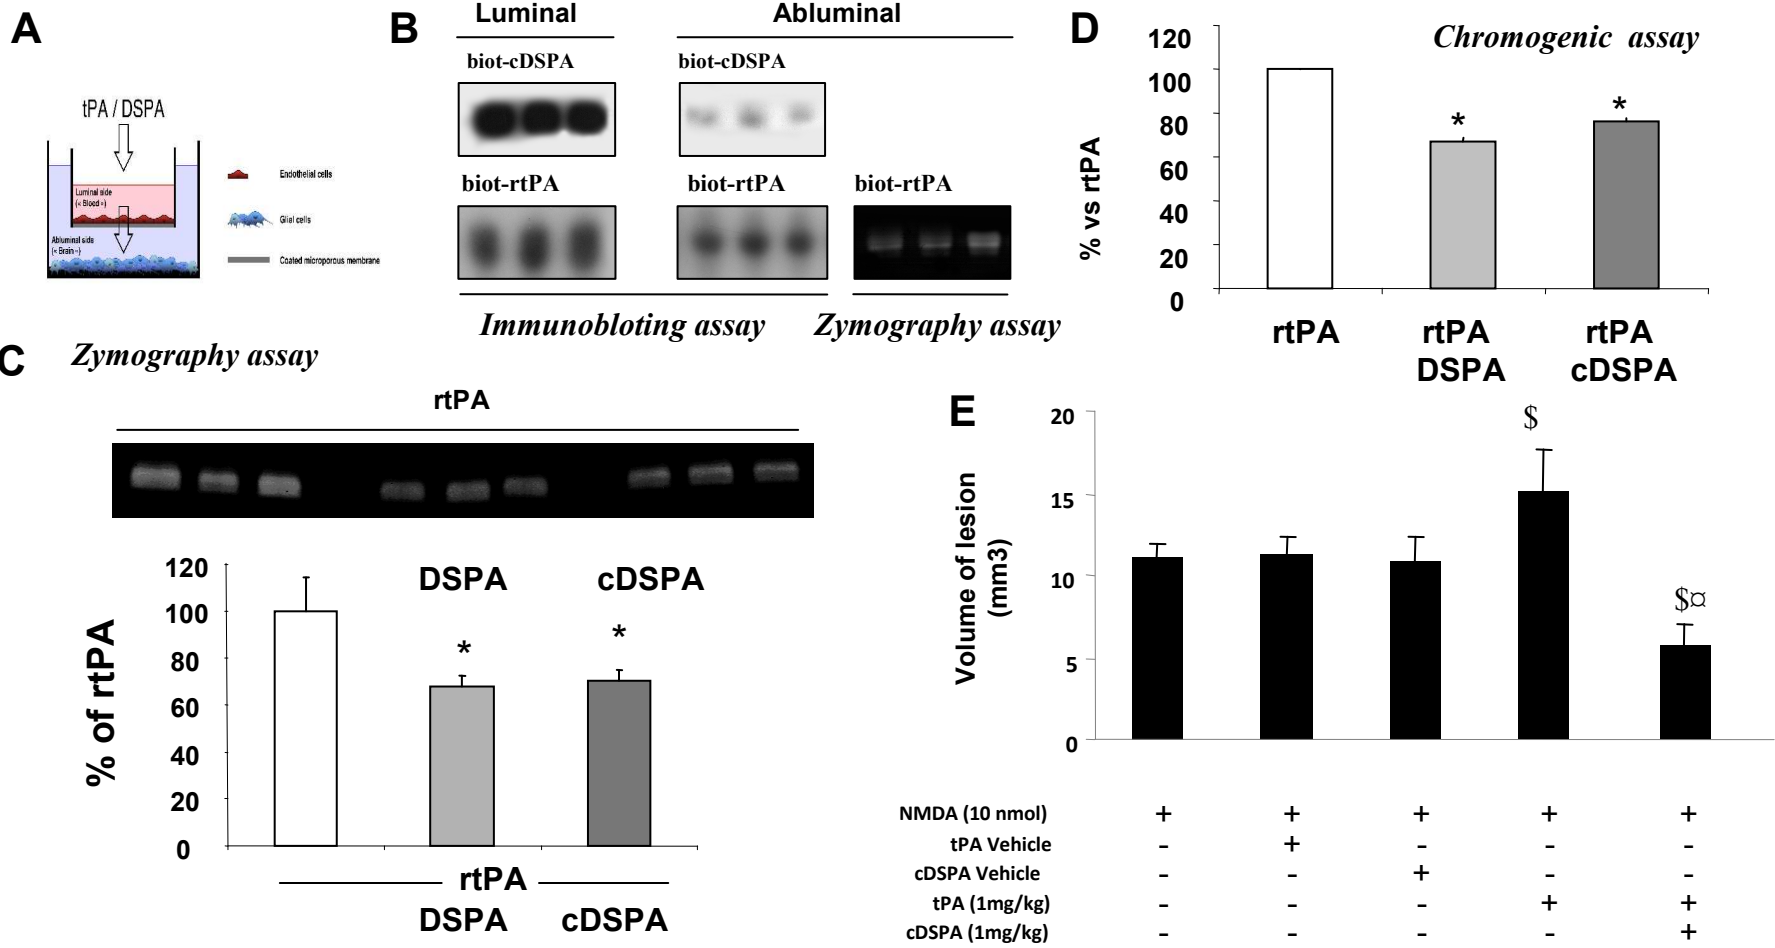 A
tPA / DSPA
Luminal side
(« Blood »)
Abluminal side
(« Brain »)
Endothelial cells
Glial cells
Coated microporous membrane
B
Luminal
Abluminal
biot-cDSPA
biot-cDSPA
biot-rtPA
biot-rtPA
biot-rtPA
Immunobloting assay
Zymography assay
C
Zymography assay
rtPA
DSPA
cDSPA
% of rtPA
120
100
80
60
40
20
0
*
*
rtPA
DSPA
cDSPA
D
Chromogenic assay
% vs rtPA
120
100
80
60
40
20
0
*
*
rtPA
rtPA
DSPA
rtPA
cDSPA
E
Volume of lesion
(mm3)
20
15
10
5
0
$
$¤
NMDA (10 nmol) + + + + +
tPA Vehicle - + - - -
cDSPA Vehicle - - + - -
tPA (1mg/kg) - - - + +
cDSPA (1mg/kg) - - - - +